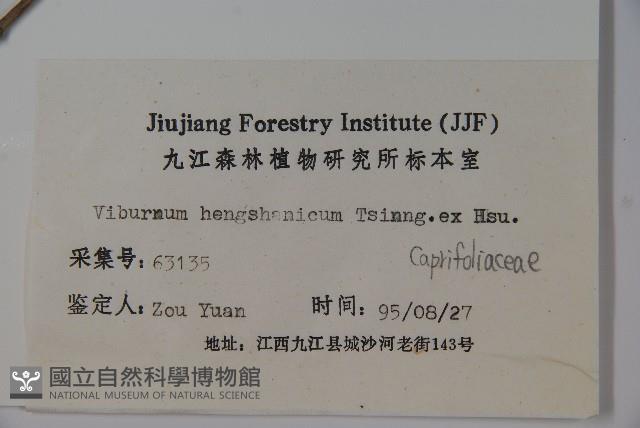 Jiujiang Forestry Institute (JJF)
九江森林植物研究所标本室
Viburnum hengshanicum Tsinng.ex Hsu.
采集号: 63135
Caprifoliaceae
鉴定人: Zou Yuan 时间: 95/08/27
地址: 江西九江县城沙河老街143号
國立自然科學博物館
NATIONAL MUSEUM OF NATURAL SCIENCE